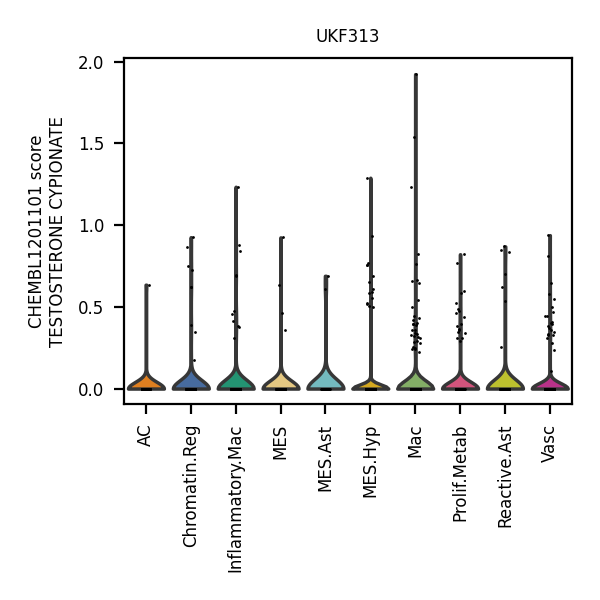 UKF313
CHEMBL1201101 score
TESTOSTERONE CYPIONATE
2.0
1.5
1.0
0.5
0.0
AC
Chromatin.Reg
Inflammatory.Mac
MES
MES.Ast
MES.Hyp
Mac
Prolif.Metab
Reactive.Ast
Vasc